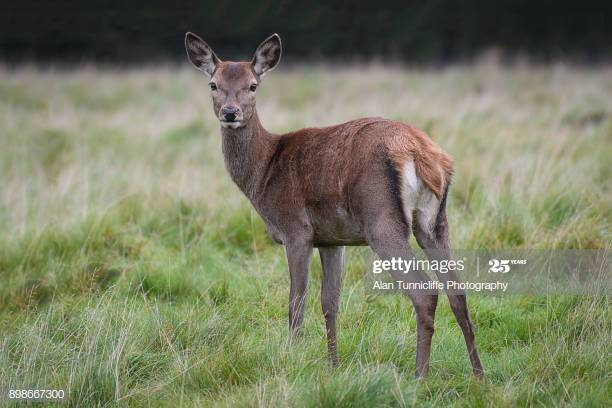 gettyimages® | 25 YEARS
Alan Tunnicliffe Photography
898667300